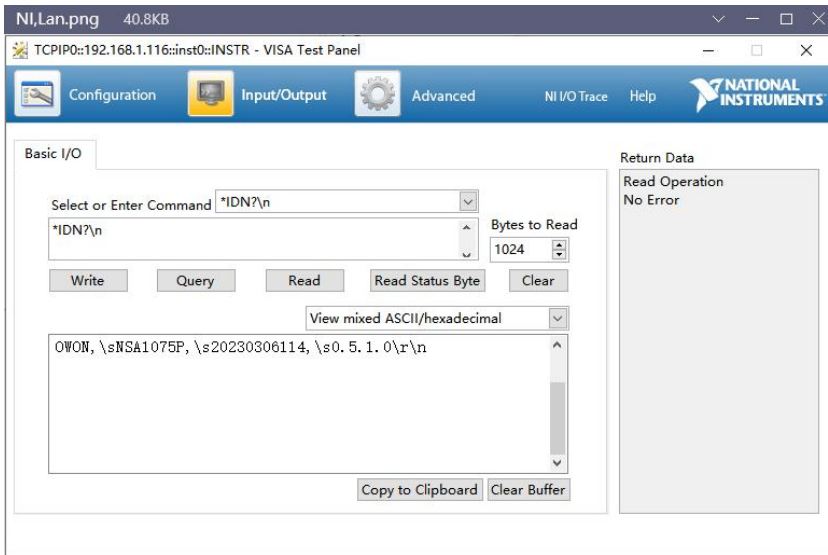 NI,Lan.png 40.8KB
TCPIP0::192.168.1.116::inst0::INSTR - VISA Test Panel
Configuration Input/Output Advanced NI I/O Trace Help NATIONAL INSTRUMENTS
Basic I/O
Select or Enter Command *IDN?\n
*IDN?\n
Bytes to Read
1024
Write Query Read Read Status Byte Clear
View mixed ASCII/hexadecimal
OWON,\sNSA1075P,\s20230306114,\s0.5.1.0\r\n
Copy to Clipboard Clear Buffer
Return Data
Read Operation
No Error